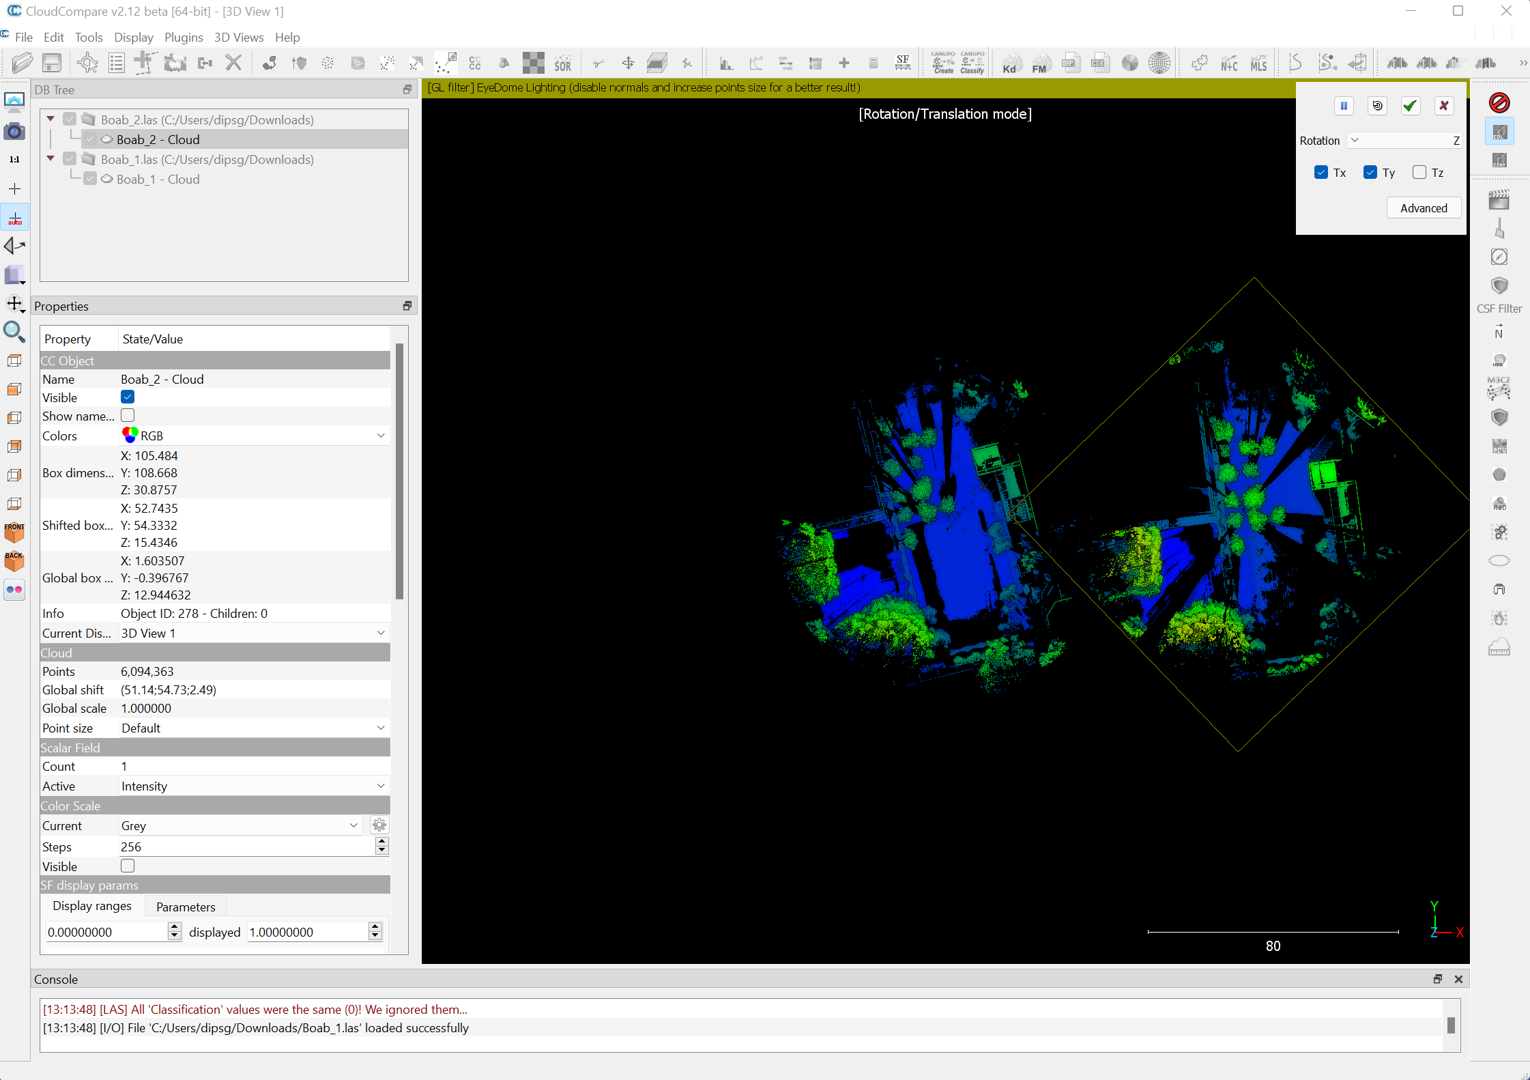 CloudCompare v2.12 beta [64-bit] - [3D View 1]
File Edit Tools Display Plugins 3D Views Help
CC
SOR
SF
CANUPO Create
CANUPO Classify
Kd
FM
N+C
MLS
DB Tree
[GL filter] EyeDome Lighting (disable normals and increase points size for a better result!)
[Rotation/Translation mode]
Boab_2.las (C:/Users/dipsg/Downloads)
Boab_2 - Cloud
Boab_1.las (C:/Users/dipsg/Downloads)
Boab_1 - Cloud
1:1
auto
Rotation Z
Tx Ty Tz
Advanced
Properties
Property State/Value
CC Object
Name Boab_2 - Cloud
Visible
Show name...
Colors RGB
X: 105.484
Box dimens... Y: 108.668
Z: 30.8757
X: 52.7435
Shifted box... Y: 54.3332
Z: 15.4346
X: 1.603507
Global box ... Y: -0.396767
Z: 12.944632
Info Object ID: 278 - Children: 0
Current Dis... 3D View 1
Cloud
Points 6,094,363
Global shift (51.14;54.73;2.49)
Global scale 1.000000
Point size Default
Scalar Field
Count 1
Active Intensity
Color Scale
Current Grey
Steps 256
Visible
SF display params
Display ranges Parameters
0.00000000 displayed 1.00000000
FRONT
BACK
CSF Filter
N
M3C2
Y
Z X
80
Console
[13:13:48] [LAS] All 'Classification' values were the same (0)! We ignored them...
[13:13:48] [I/O] File 'C:/Users/dipsg/Downloads/Boab_1.las' loaded successfully